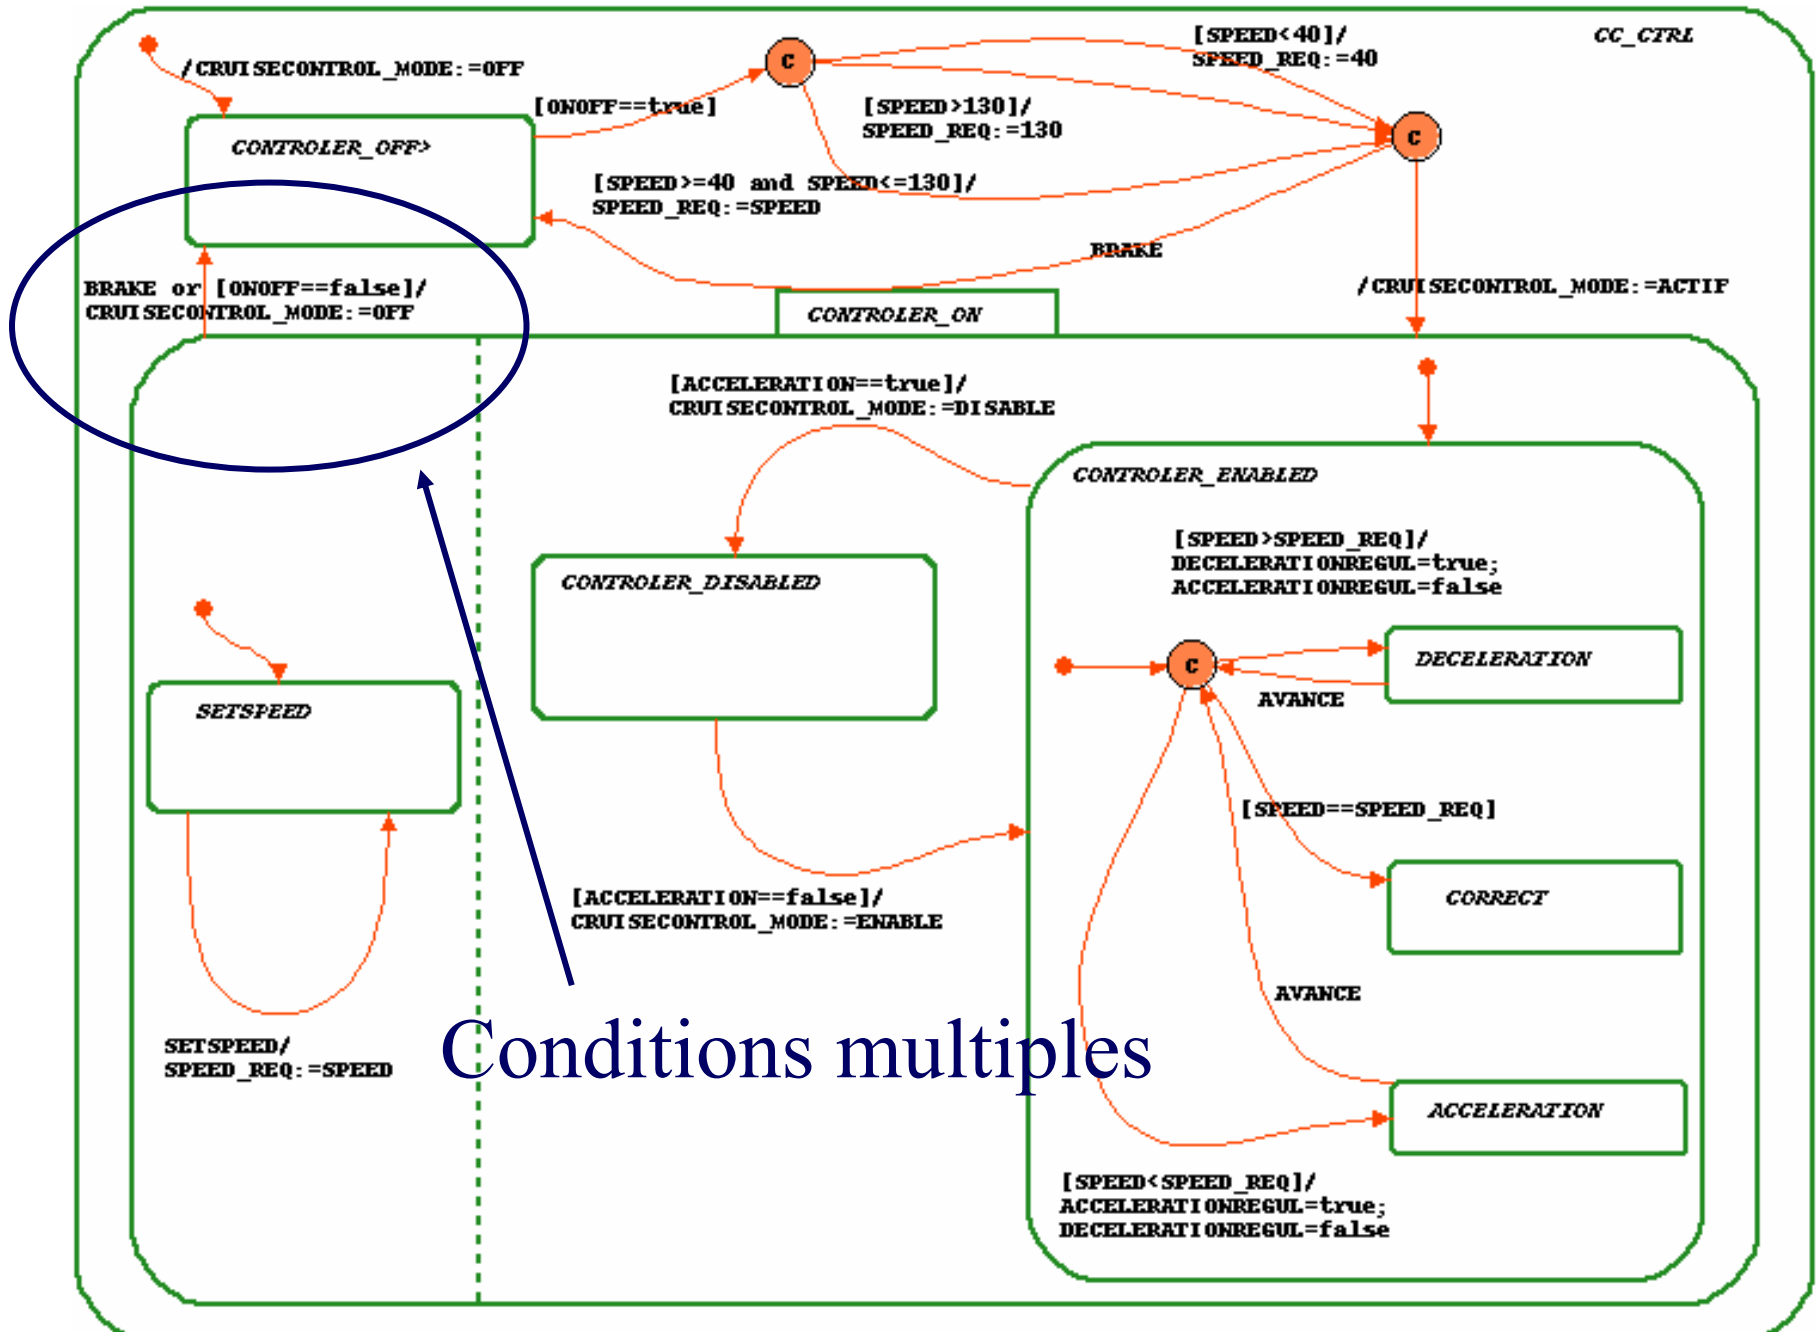 CC_CTRL
/CRUISECONTROL_MODE:=OFF
C
[SPEED<40]/
SPEED_REQ:=40
[ONOFF==true]
[SPEED>130]/
SPEED_REQ:=130
C
CONTROLER_OFF>
[SPEED>=40 and SPEED<=130]/
SPEED_REQ:=SPEED
BRAKE
BRAKE or [ONOFF==false]/
CRUISECONTROL_MODE:=OFF
/CRUISECONTROL_MODE:=ACTIF
CONTROLER_ON
[ACCELERATION==true]/
CRUISECONTROL_MODE:=DISABLE
CONTROLER_ENABLED
[SPEED>SPEED_REQ]/
DECELERATIONREGUL=true;
ACCELERATIONREGUL=false
CONTROLER_DISABLED
C
DECELERATION
AVANCE
SETSPEED
[SPEED==SPEED_REQ]
[ACCELERATION==false]/
CRUISECONTROL_MODE:=ENABLE
CORRECT
AVANCE
SETSPEED/
SPEED_REQ:=SPEED
Conditions multiples
ACCELERATION
[SPEED<SPEED_REQ]/
ACCELERATIONREGUL=true;
DECELERATIONREGUL=false